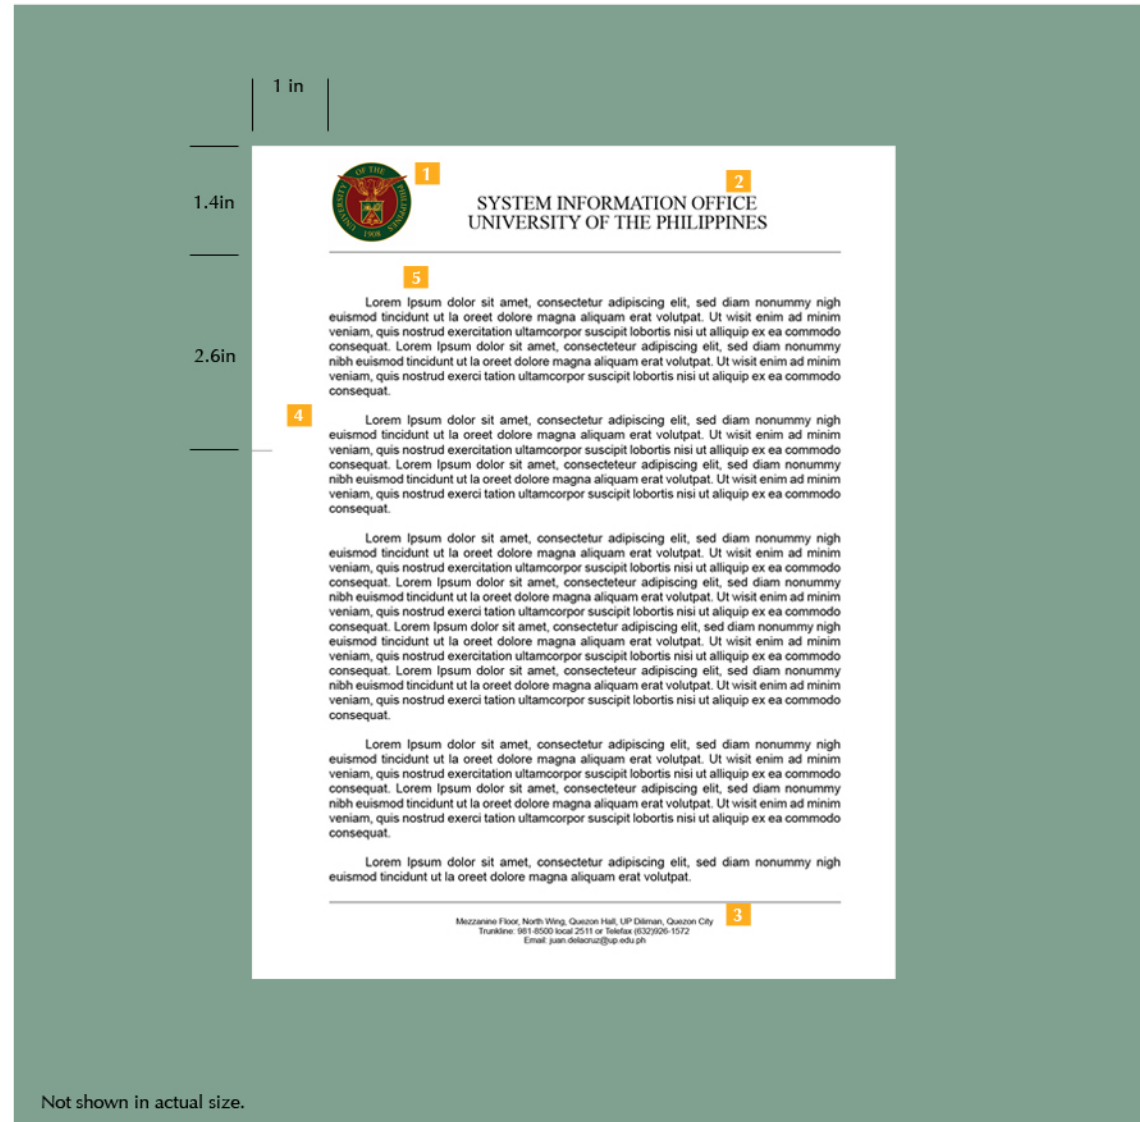 1 in
1.4in
2.6in
OF THE
UNIVERSITY
PHILIPPINES
1908
1
2
SYSTEM INFORMATION OFFICE
UNIVERSITY OF THE PHILIPPINES
5
Lorem Ipsum dolor sit amet, consectetur adipiscing elit, sed diam nonummy nigh
euismod tincidunt ut la oreet dolore magna aliquam erat volutpat. Ut wisit enim ad minim
veniam, quis nostrud exercitation ultamcorpor suscipit lobortis nisi ut alliquip ex ea commodo
consequat. Lorem Ipsum dolor sit amet, consecteteur adipiscing elit, sed diam nonummy
nibh euismod tincidunt ut la oreet dolore magna aliquam erat volutpat. Ut wisit enim ad minim
veniam, quis nostrud exerci tation ultamcorpor suscipit lobortis nisi ut aliquip ex ea commodo
consequat.
4
Lorem Ipsum dolor sit amet, consectetur adipiscing elit, sed diam nonummy nigh
euismod tincidunt ut la oreet dolore magna aliquam erat volutpat. Ut wisit enim ad minim
veniam, quis nostrud exercitation ultamcorpor suscipit lobortis nisi ut alliquip ex ea commodo
consequat. Lorem Ipsum dolor sit amet, consecteteur adipiscing elit, sed diam nonummy
nibh euismod tincidunt ut la oreet dolore magna aliquam erat volutpat. Ut wisit enim ad minim
veniam, quis nostrud exerci tation ultamcorpor suscipit lobortis nisi ut aliquip ex ea commodo
consequat.
Lorem Ipsum dolor sit amet, consectetur adipiscing elit, sed diam nonummy nigh
euismod tincidunt ut la oreet dolore magna aliquam erat volutpat. Ut wisit enim ad minim
veniam, quis nostrud exercitation ultamcorpor suscipit lobortis nisi ut alliquip ex ea commodo
consequat. Lorem Ipsum dolor sit amet, consecteteur adipiscing elit, sed diam nonummy
nibh euismod tincidunt ut la oreet dolore magna aliquam erat volutpat. Ut wisit enim ad minim
veniam, quis nostrud exerci tation ultamcorpor suscipit lobortis nisi ut aliquip ex ea commodo
consequat. Lorem Ipsum dolor sit amet, consectetur adipiscing elit, sed diam nonummy nigh
euismod tincidunt ut la oreet dolore magna aliquam erat volutpat. Ut wisit enim ad minim
veniam, quis nostrud exercitation ultamcorpor suscipit lobortis nisi ut alliquip ex ea commodo
consequat. Lorem Ipsum dolor sit amet, consecteteur adipiscing elit, sed diam nonummy
nibh euismod tincidunt ut la oreet dolore magna aliquam erat volutpat. Ut wisit enim ad minim
veniam, quis nostrud exerci tation ultamcorpor suscipit lobortis nisi ut aliquip ex ea commodo
consequat.
Lorem Ipsum dolor sit amet, consectetur adipiscing elit, sed diam nonummy nigh
euismod tincidunt ut la oreet dolore magna aliquam erat volutpat. Ut wisit enim ad minim
veniam, quis nostrud exercitation ultamcorpor suscipit lobortis nisi ut alliquip ex ea commodo
consequat. Lorem Ipsum dolor sit amet, consecteteur adipiscing elit, sed diam nonummy
nibh euismod tincidunt ut la oreet dolore magna aliquam erat volutpat. Ut wisit enim ad minim
veniam, quis nostrud exerci tation ultamcorpor suscipit lobortis nisi ut aliquip ex ea commodo
consequat.
Lorem Ipsum dolor sit amet, consectetur adipiscing elit, sed diam nonummy nigh
euismod tincidunt ut la oreet dolore magna aliquam erat volutpat.
3
Mezzanine Floor, North Wing, Quezon Hall, UP Diliman, Quezon City
Trunkline: 981-8500 local 2511 or Telefax (632)926-1572
Email: juan.delacruz@up.edu.ph
Not shown in actual size.